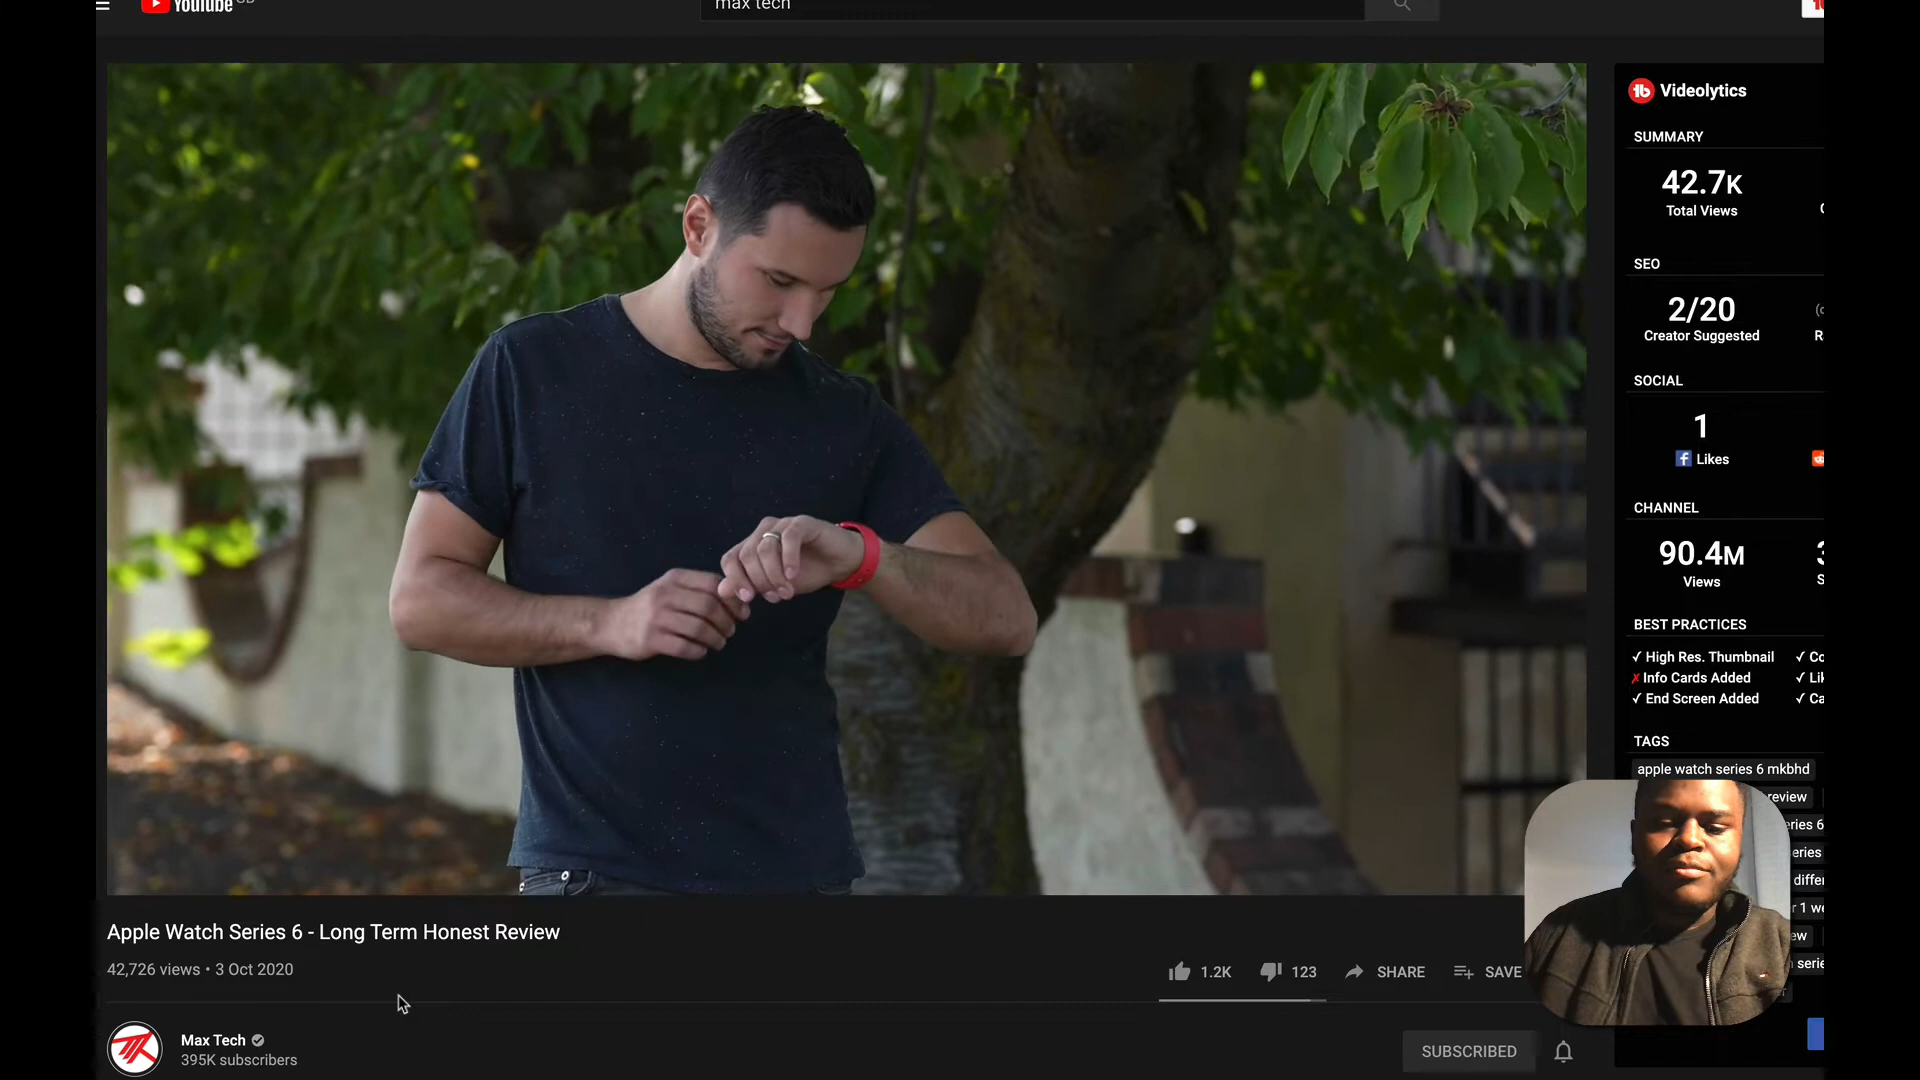 YouTube
max tech
Videolytics
SUMMARY
42.7K
Total Views
SEO
2/20
Creator Suggested
SOCIAL
1
Likes
CHANNEL
90.4M
Views
BEST PRACTICES
✓ High Res. Thumbnail
✗ Info Cards Added
✓ End Screen Added
TAGS
apple watch series 6 mkbhd
review
series
Apple Watch Series 6 - Long Term Honest Review
42,726 views • 3 Oct 2020
1.2K 123 SHARE SAVE
Max Tech
395K subscribers
SUBSCRIBED